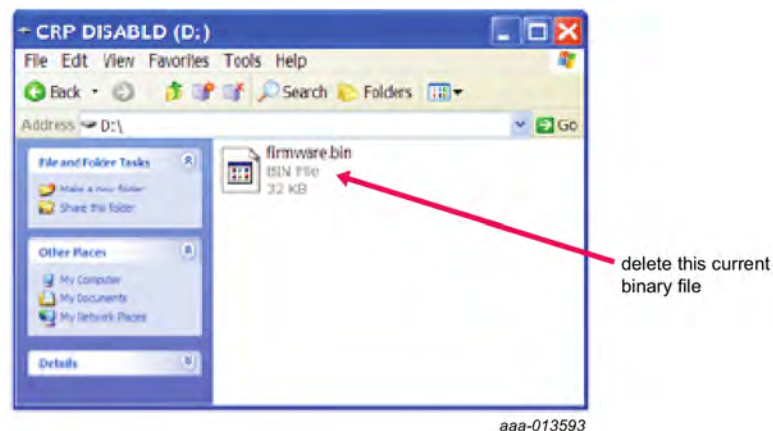 CRP DISABLD (D:)
File Edit View Favorites Tools Help
Back Search Folders
Address D:\ Go
File and Folder Tasks
Make a new folder
Share this folder
Other Places
My Computer
My Documents
My Network Places
Details
firmware.bin
BIN File
32 KB
delete this current
binary file
aaa-013593